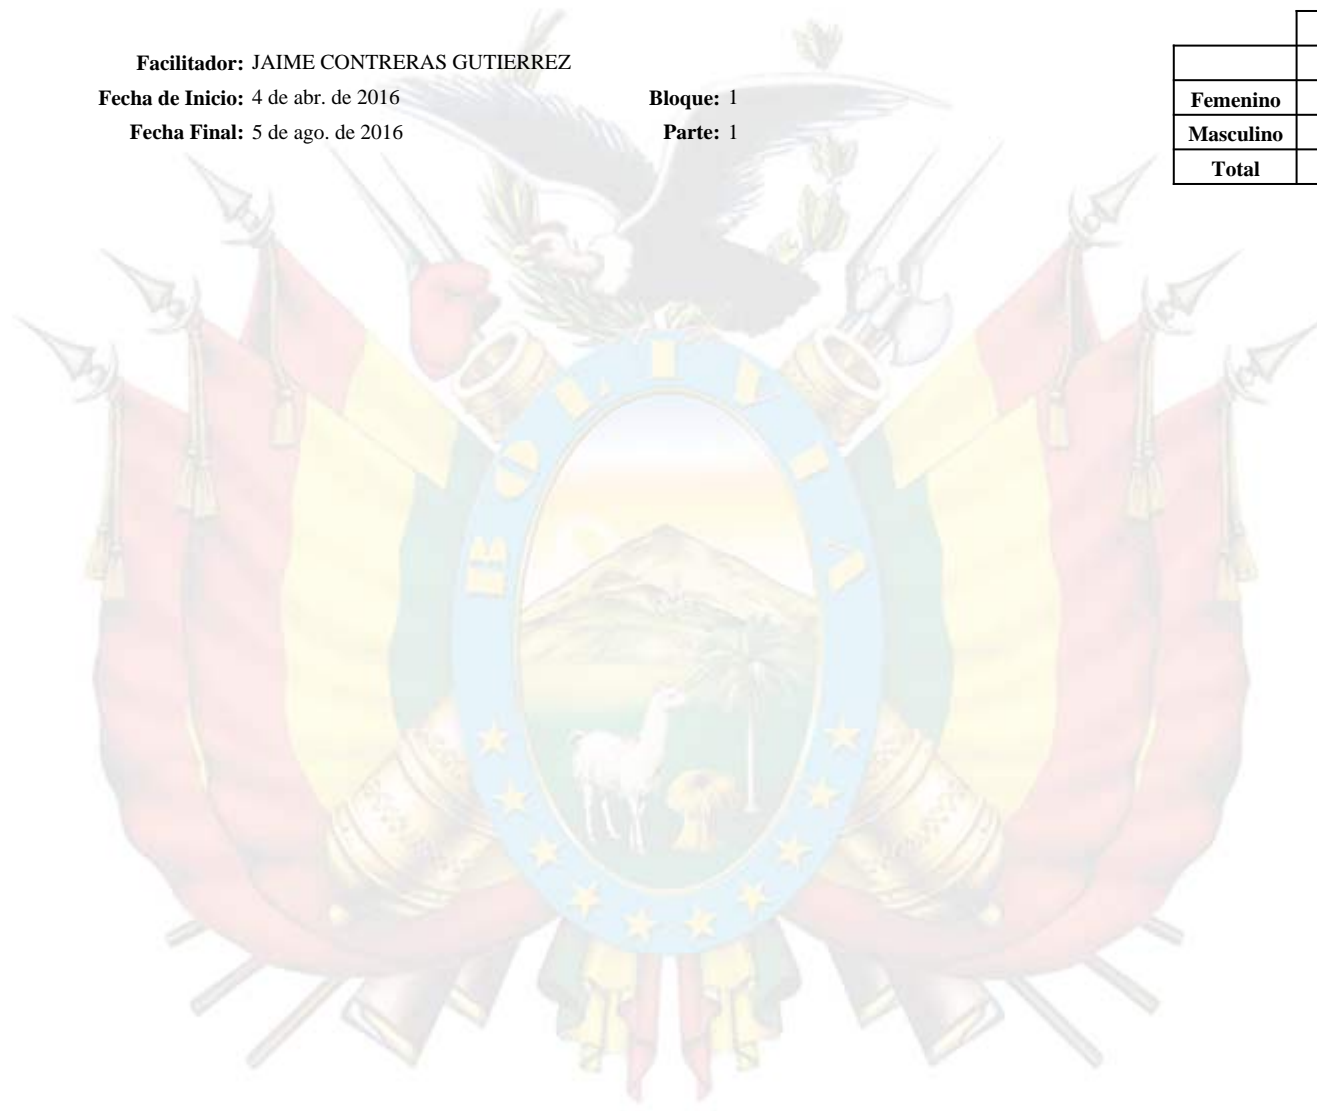 Facilitador: JAIME CONTRERAS GUTIERREZ
Fecha de Inicio: 4 de abr. de 2016 Bloque: 1
Fecha Final: 5 de ago. de 2016 Parte: 1
Femenino
Masculino
Total
BOLIVIA